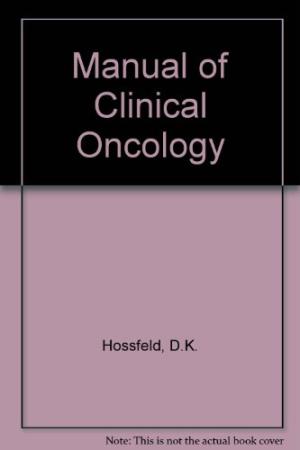 Manual of
Clinical
Oncology
Hossfeld, D.K.
Note: This is not the actual book cover